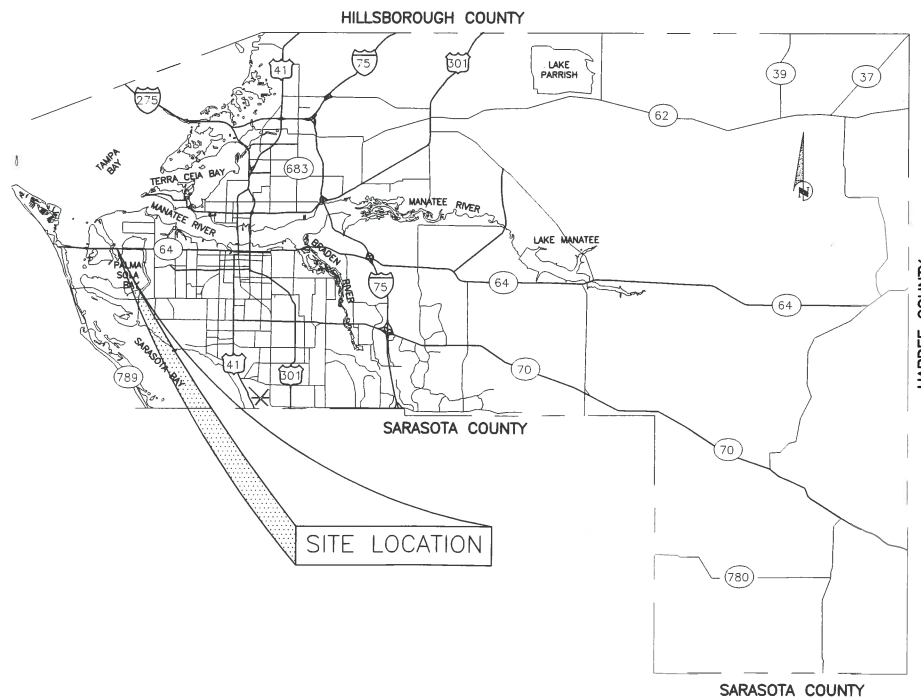 HILLSBOROUGH COUNTY
41
75
301
LAKE
PARRISH
39
37
275
62
TAMPA
BAY
TERRA CEIA BAY
683
MANATEE RIVER
MANATEE RIVER
64
BRADEN
RIVER
LAKE MANATEE
PALMA
SOLA
BAY
75
64
64
SARASOTA BAY
789
41
301
70
SARASOTA COUNTY
70
SITE LOCATION
780
SARASOTA COUNTY